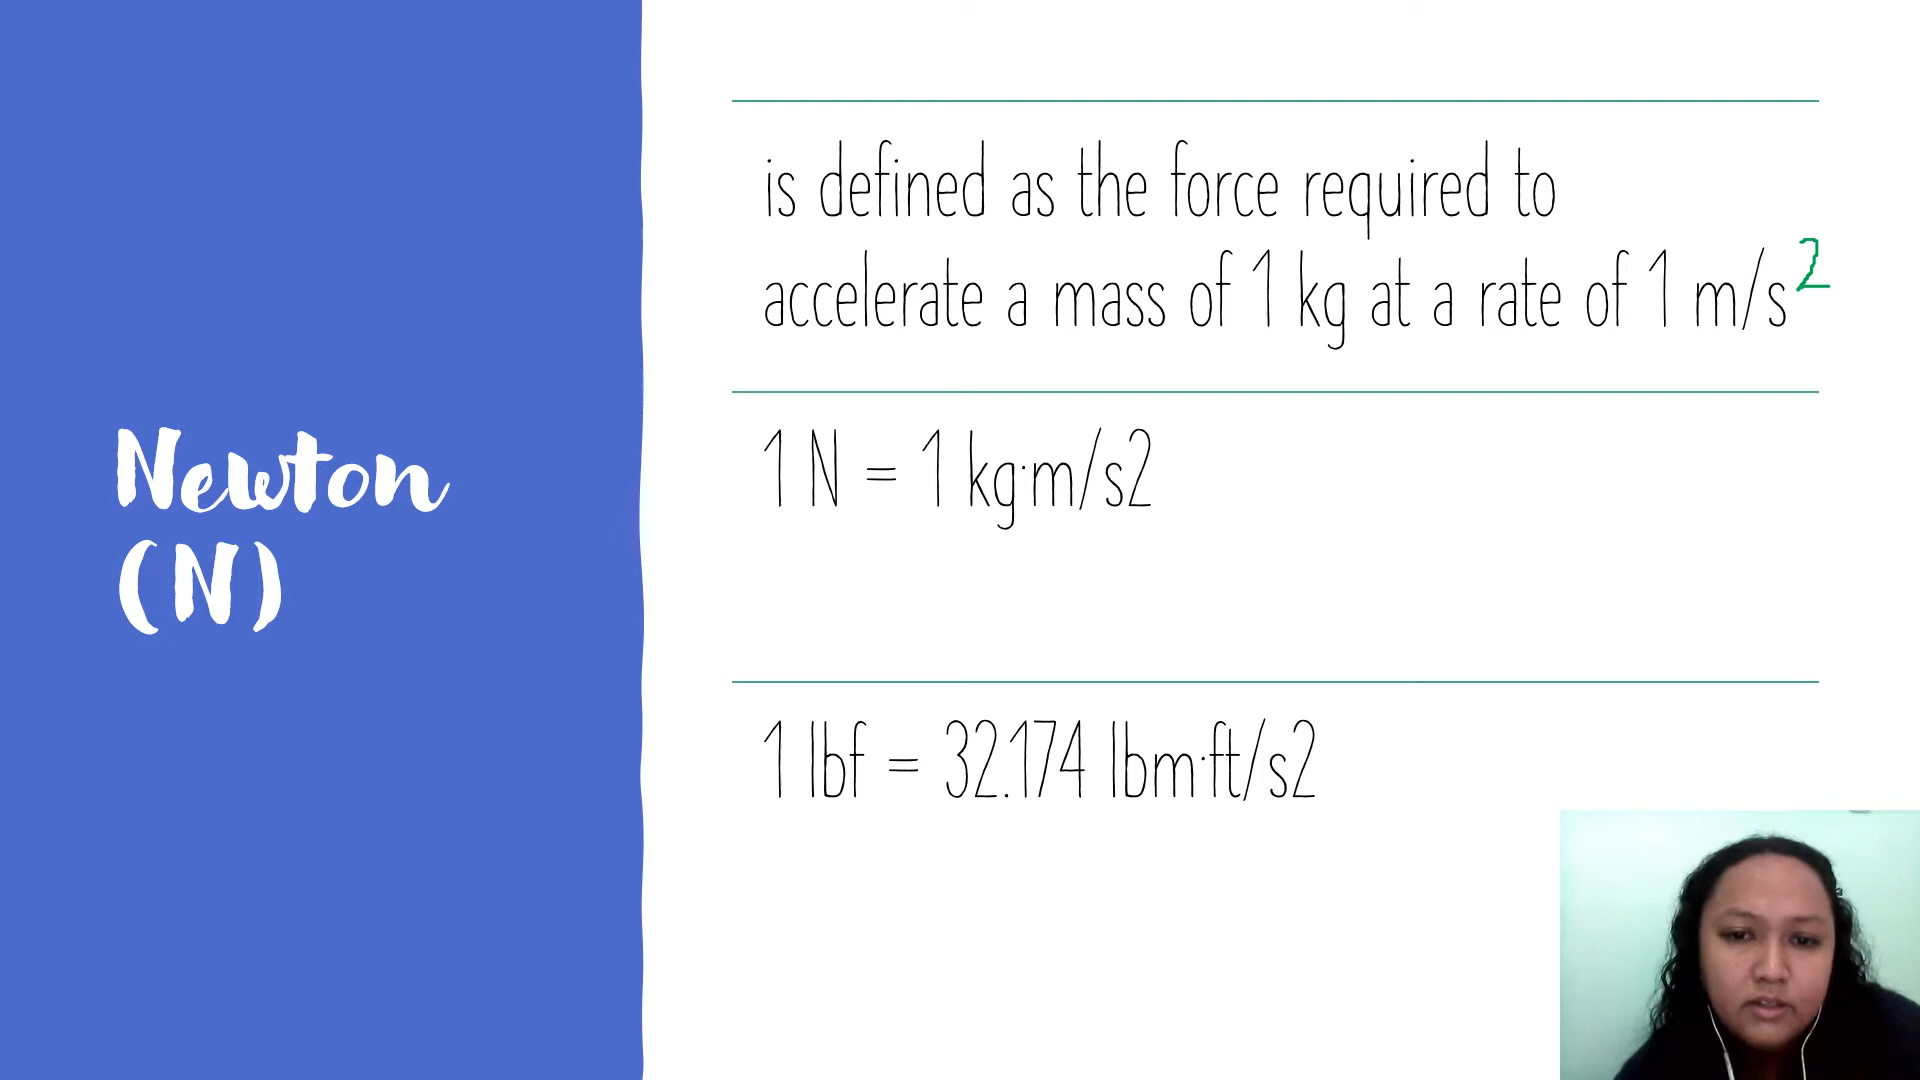 Newton
(N)
is defined as the force required to
accelerate a mass of 1 kg at a rate of 1 m/s²
1 N = 1 kg·m/s2
1 lbf = 32.174 lbm·ft/s2